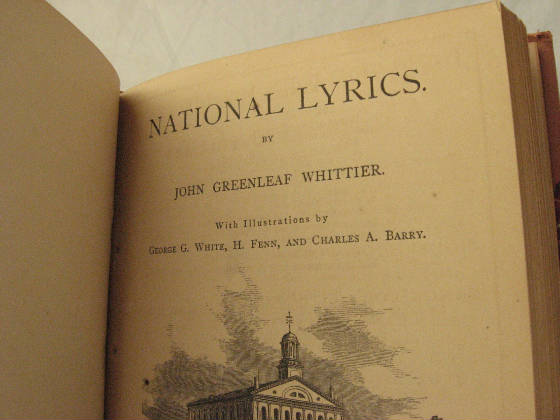 NATIONAL LYRICS.
BY
JOHN GREENLEAF WHITTIER.
With Illustrations by
GEORGE G. WHITE, H. FENN, AND CHARLES A. BARRY.